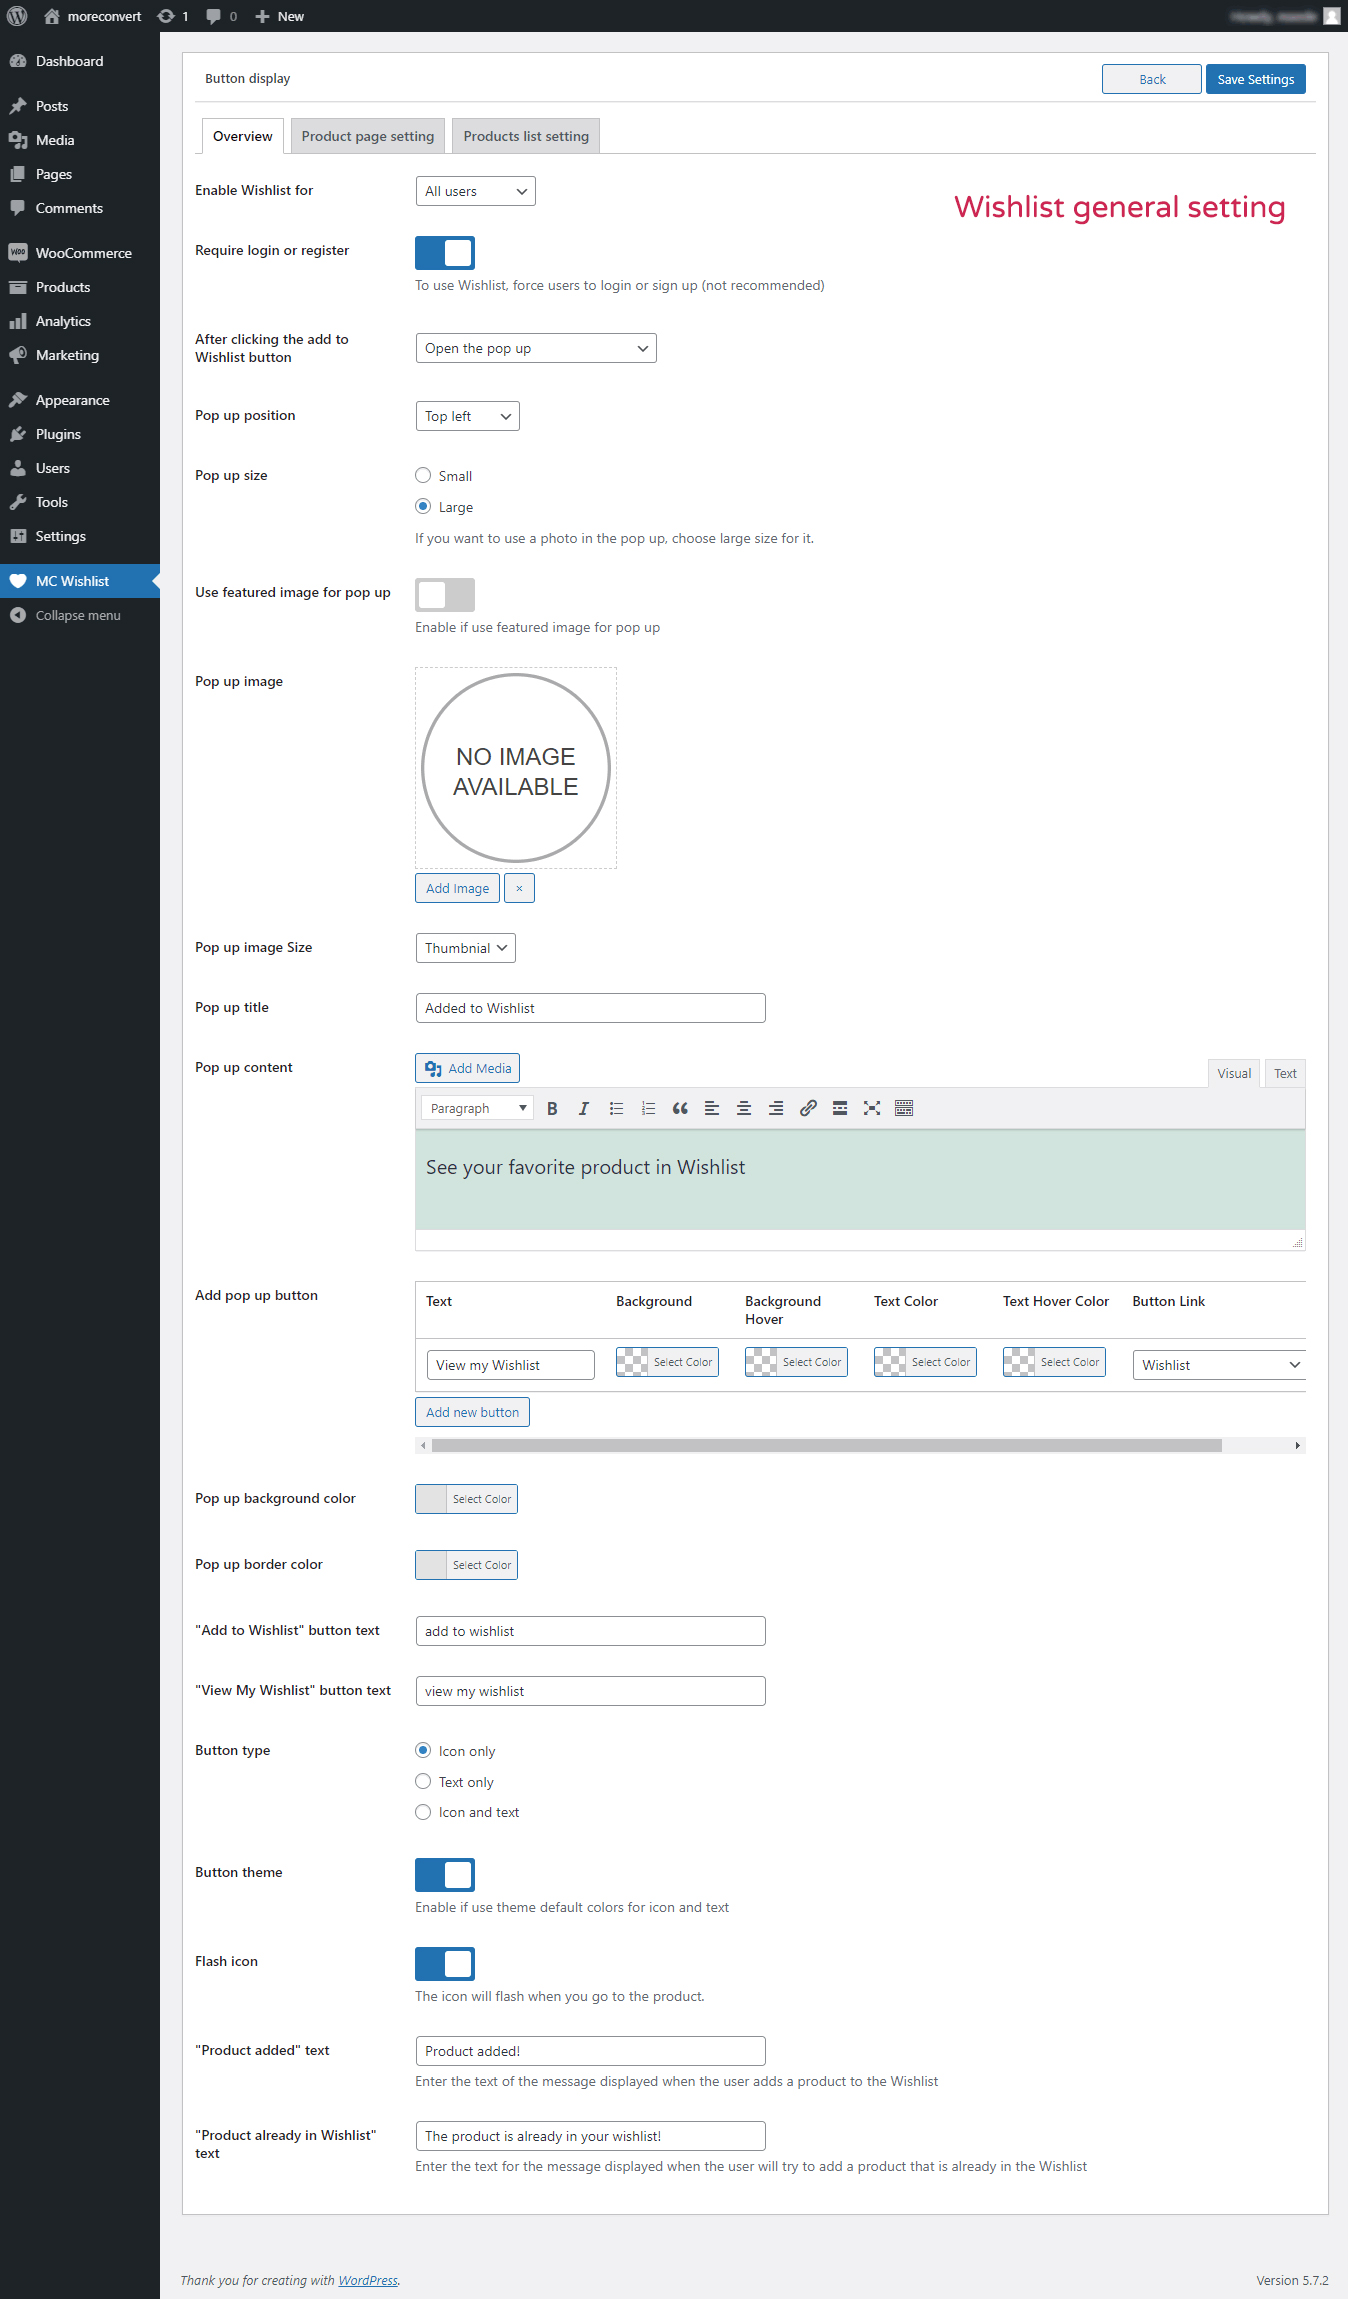 moreconvert 1 0 New
Dashboard
Posts
Media
Pages
Comments
WooCommerce
Products
Analytics
Marketing
Appearance
Plugins
Users
Tools
Settings
MC Wishlist
Collapse menu
Button display
Back
Save Settings
Overview
Product page setting
Products list setting
Wishlist general setting
Enable Wishlist for
All users
Require login or register
To use Wishlist, force users to login or sign up (not recommended)
After clicking the add to
Wishlist button
Open the pop up
Pop up position
Top left
Pop up size
Small
Large
If you want to use a photo in the pop up, choose large size for it.
Use featured image for pop up
Enable if use featured image for pop up
Pop up image
NO IMAGE
AVAILABLE
Add Image
×
Pop up image Size
Thumbnial
Pop up title
Added to Wishlist
Pop up content
Add Media
Visual
Text
Paragraph
See your favorite product in Wishlist
Add pop up button
Text
Background
Background
Hover
Text Color
Text Hover Color
Button Link
View my Wishlist
Select Color
Select Color
Select Color
Select Color
Wishlist
Add new button
Pop up background color
Select Color
Pop up border color
Select Color
"Add to Wishlist" button text
add to wishlist
"View My Wishlist" button text
view my wishlist
Button type
Icon only
Text only
Icon and text
Button theme
Enable if use theme default colors for icon and text
Flash icon
The icon will flash when you go to the product.
"Product added" text
Product added!
Enter the text of the message displayed when the user adds a product to the Wishlist
"Product already in Wishlist"
text
The product is already in your wishlist!
Enter the text for the message displayed when the user will try to add a product that is already in the Wishlist
Thank you for creating with WordPress.
Version 5.7.2